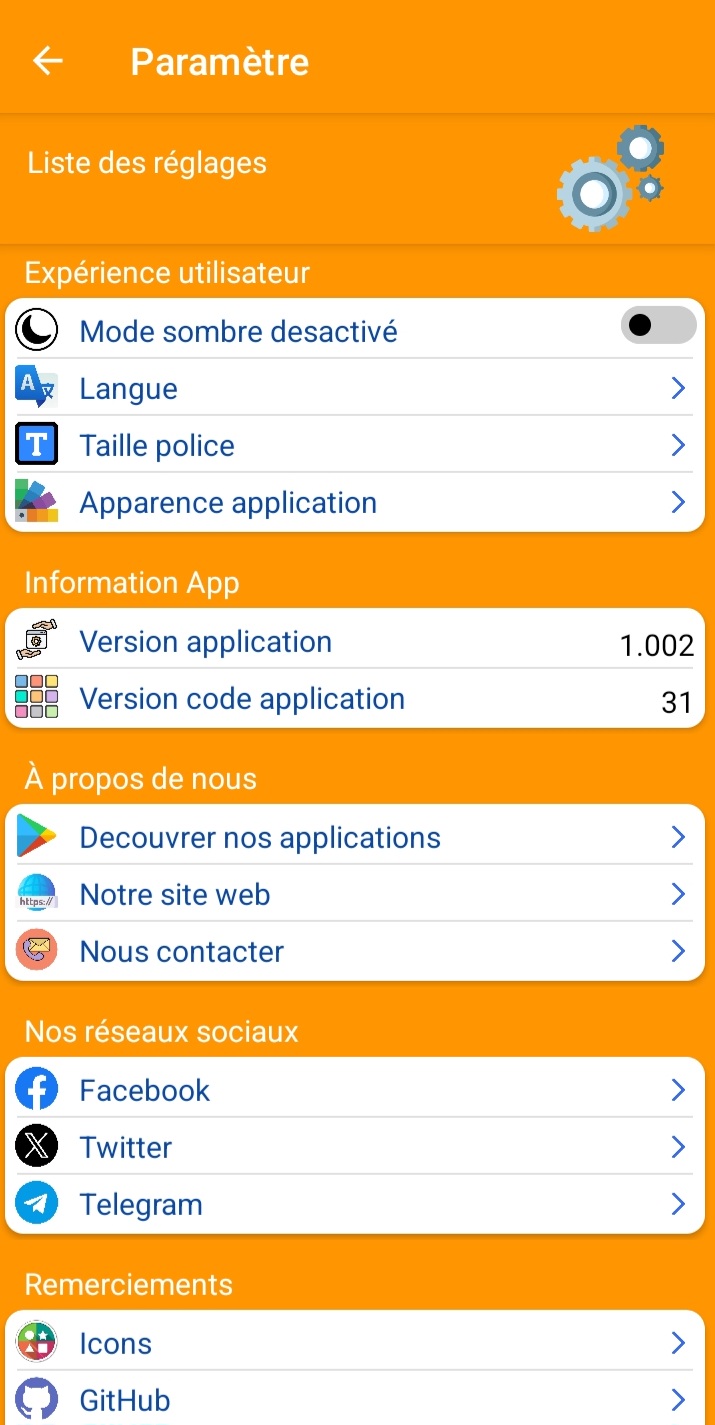 Paramètre
Liste des réglages
Expérience utilisateur
Mode sombre desactivé
Langue
Taille police
Apparence application
Information App
Version application 1.002
Version code application 31
À propos de nous
Decouvrer nos applications
https://
Notre site web
Nous contacter
Nos réseaux sociaux
Facebook
Twitter
Telegram
Remerciements
Icons
GitHub